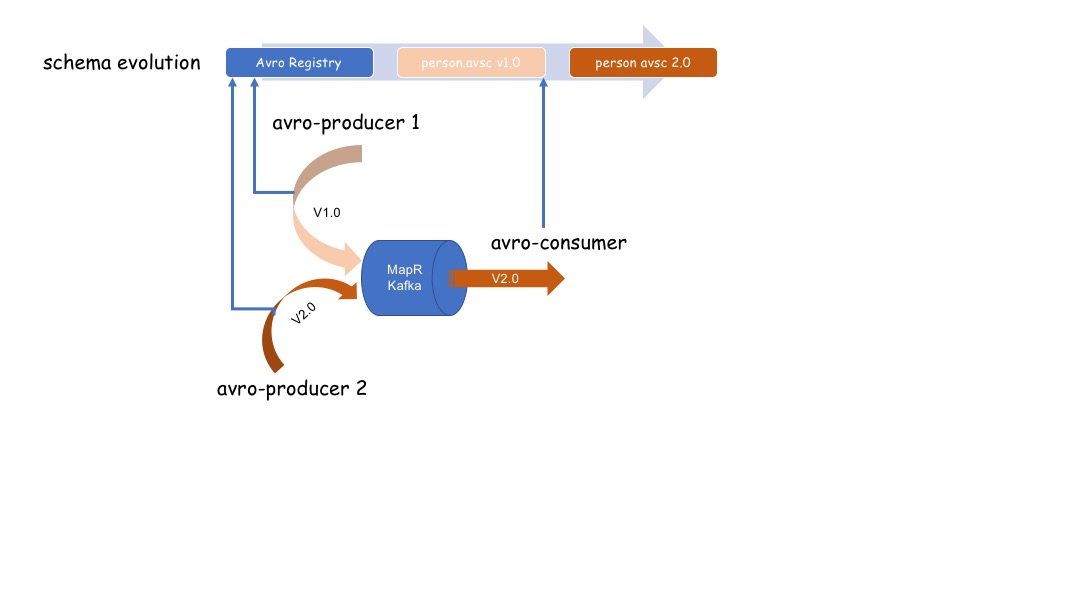 schema evolution
Avro Registry
person.avsc v1.0
person avsc 2.0
avro-producer 1
V1.0
avro-consumer
MapR
Kafka
V2.0
V2.0
avro-producer 2